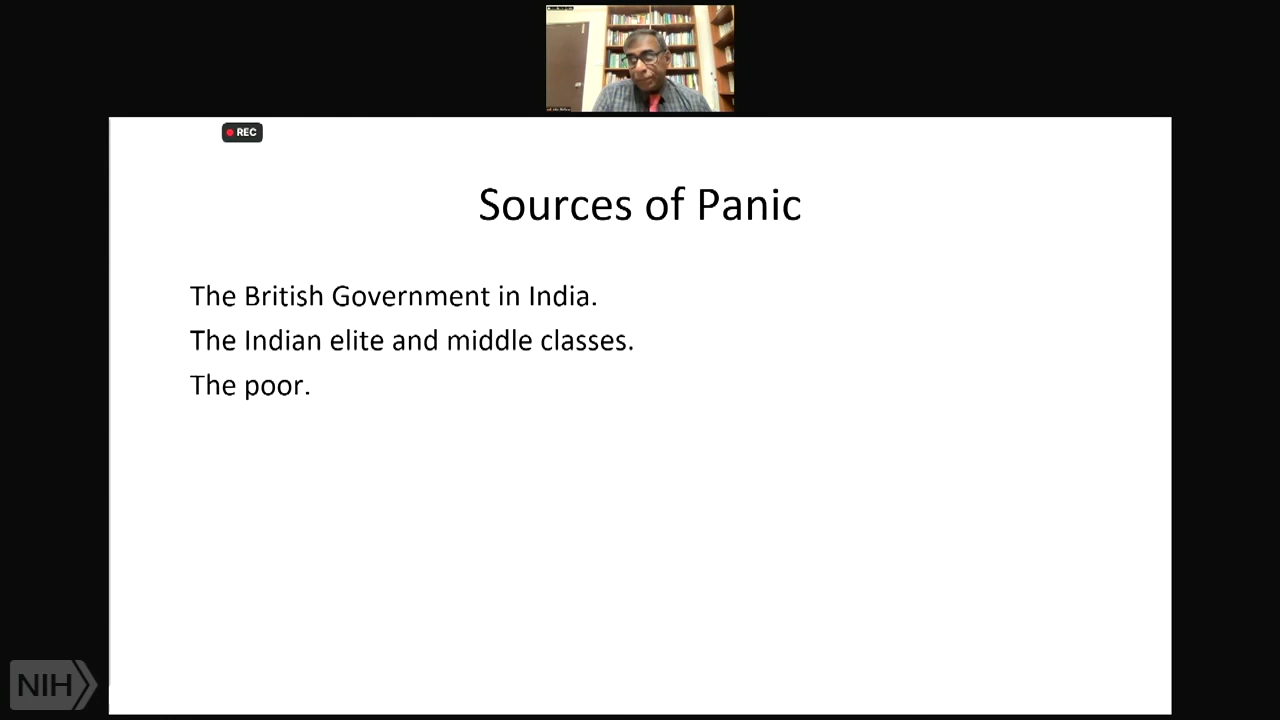 REC
Sources of Panic
The British Government in India.
The Indian elite and middle classes.
The poor.
NIH